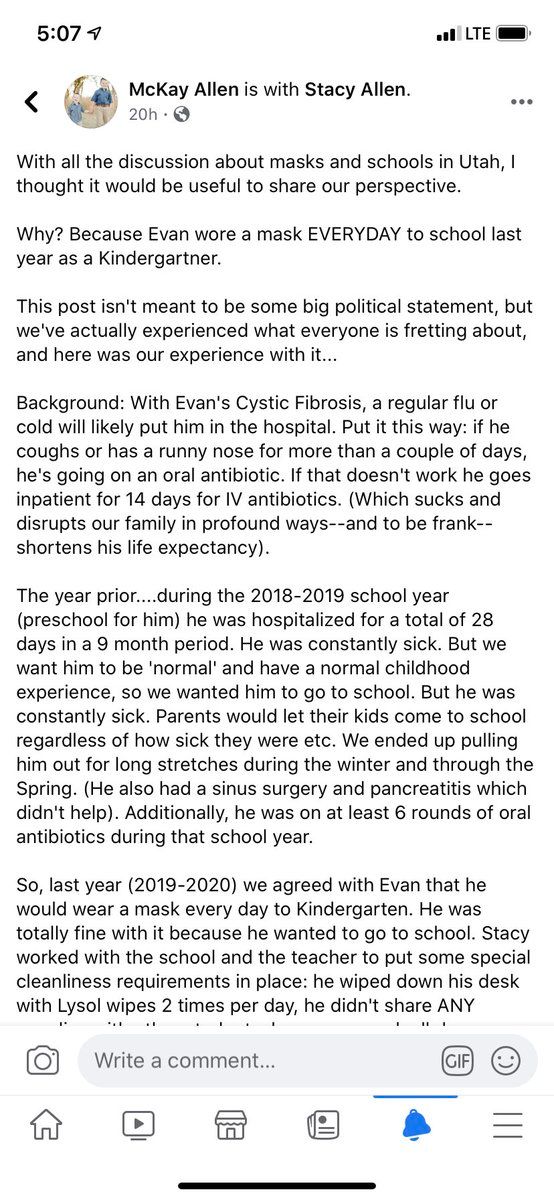 5:07
LTE
McKay Allen is with Stacy Allen.
20h ·
With all the discussion about masks and schools in Utah, I
thought it would be useful to share our perspective.
Why? Because Evan wore a mask EVERYDAY to school last
year as a Kindergartner.
This post isn't meant to be some big political statement, but
we've actually experienced what everyone is fretting about,
and here was our experience with it...
Background: With Evan's Cystic Fibrosis, a regular flu or
cold will likely put him in the hospital. Put it this way: if he
coughs or has a runny nose for more than a couple of days,
he's going on an oral antibiotic. If that doesn't work he goes
inpatient for 14 days for IV antibiotics. (Which sucks and
disrupts our family in profound ways--and to be frank--
shortens his life expectancy).
The year prior....during the 2018-2019 school year
(preschool for him) he was hospitalized for a total of 28
days in a 9 month period. He was constantly sick. But we
want him to be 'normal' and have a normal childhood
experience, so we wanted him to go to school. But he was
constantly sick. Parents would let their kids come to school
regardless of how sick they were etc. We ended up pulling
him out for long stretches during the winter and through the
Spring. (He also had a sinus surgery and pancreatitis which
didn't help). Additionally, he was on at least 6 rounds of oral
antibiotics during that school year.
So, last year (2019-2020) we agreed with Evan that he
would wear a mask every day to Kindergarten. He was
totally fine with it because he wanted to go to school. Stacy
worked with the school and the teacher to put some special
cleanliness requirements in place: he wiped down his desk
with Lysol wipes 2 times per day, he didn't share ANY
Write a comment...
GIF